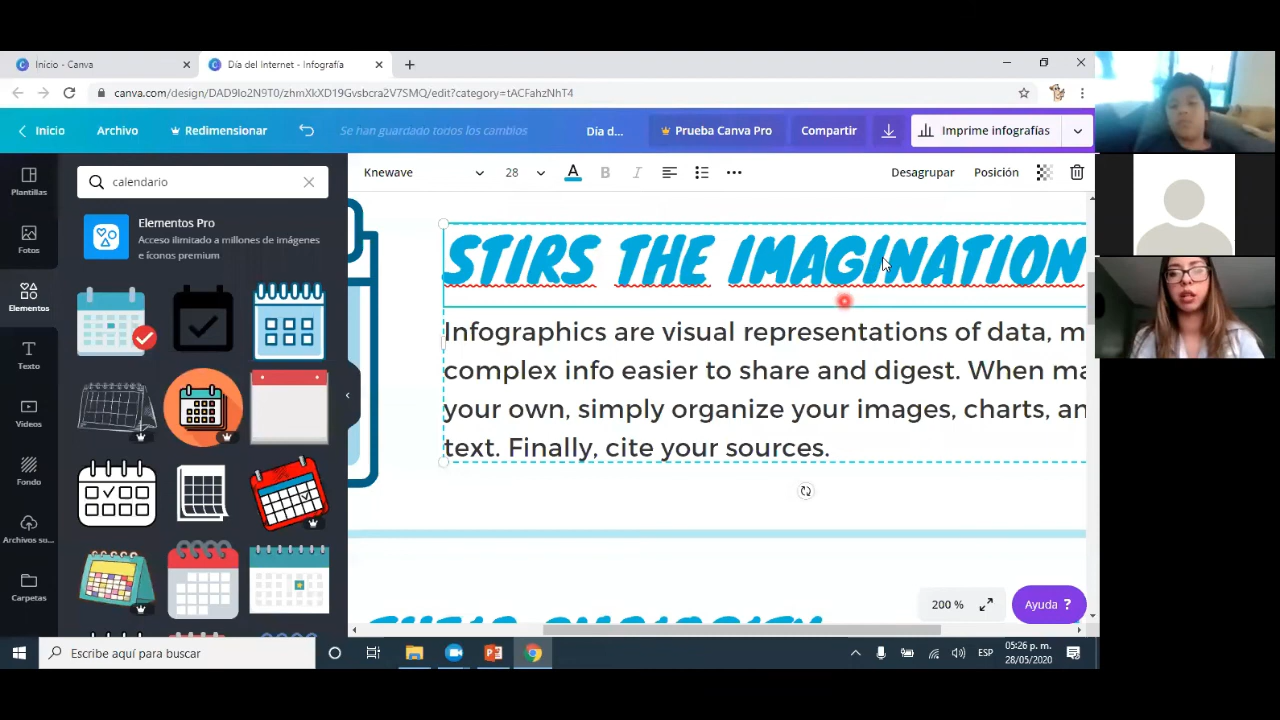 Inicio - Canva
Día del Internet - Infografía
canva.com/design/DAD9Io2N9T0/zhmXkXD19Gvsbcra2V7SMQ/edit?category=tACFahzNhT4
Inicio
Archivo
Redimensionar
Se han guardado todos los cambios
Día d...
Prueba Canva Pro
Compartir
Imprime infografías
Plantillas
Fotos
Elementos
Texto
Videos
Fondo
Archivos su...
Carpetas
calendario
Elementos Pro
Acceso ilimitado a millones de imágenes
e íconos premium
Knewave
28
A
B
I
Desagrupar
Posición
STIRS THE IMAGINATION
Infographics are visual representations of data, m
complex info easier to share and digest. When ma
your own, simply organize your images, charts, an
text. Finally, cite your sources.
200 %
Ayuda ?
Escribe aquí para buscar
ESP
05:26 p. m.
28/05/2020